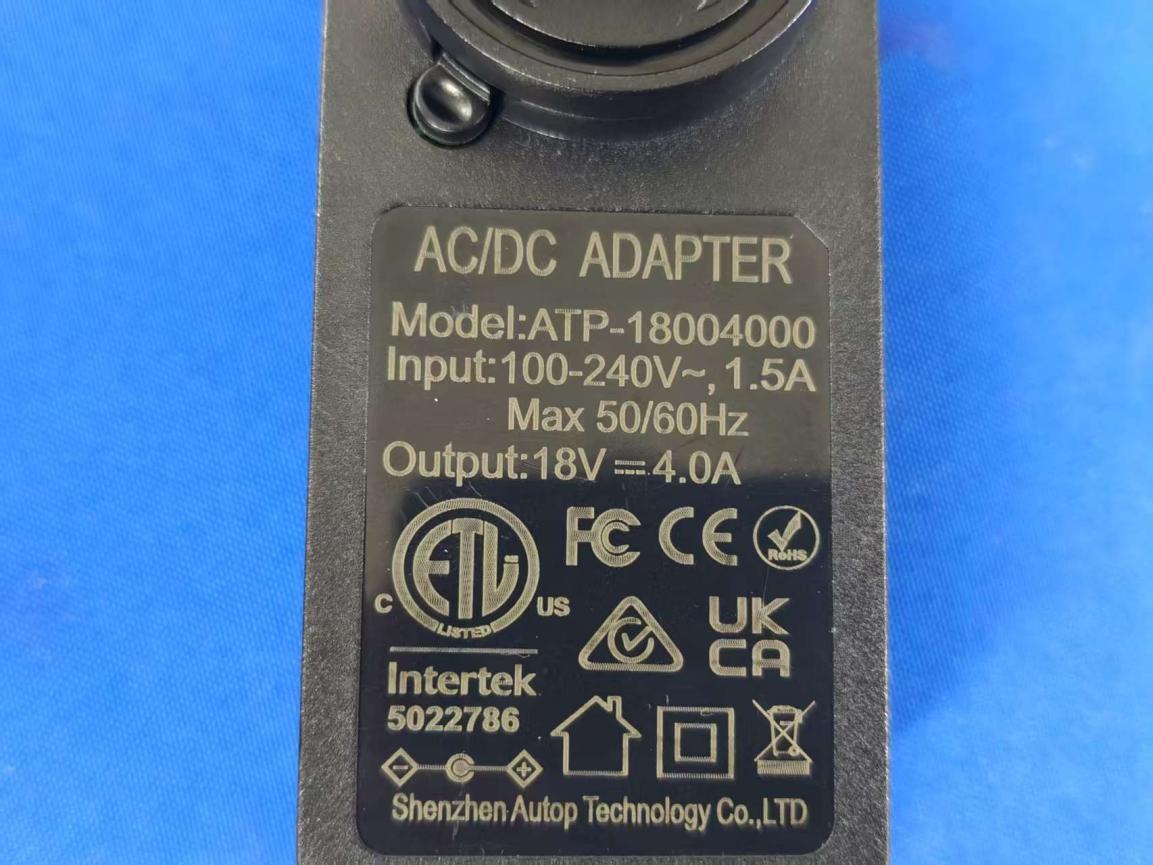 AC/DC ADAPTER
Model:ATP-18004000
Input:100-240V~, 1.5A
Max 50/60Hz
Output:18V ⎓ 4.0A
ETL
LISTED
C
US
FC CE
RoHS
UK
CA
Intertek
5022786
Shenzhen Autop Technology Co.,LTD